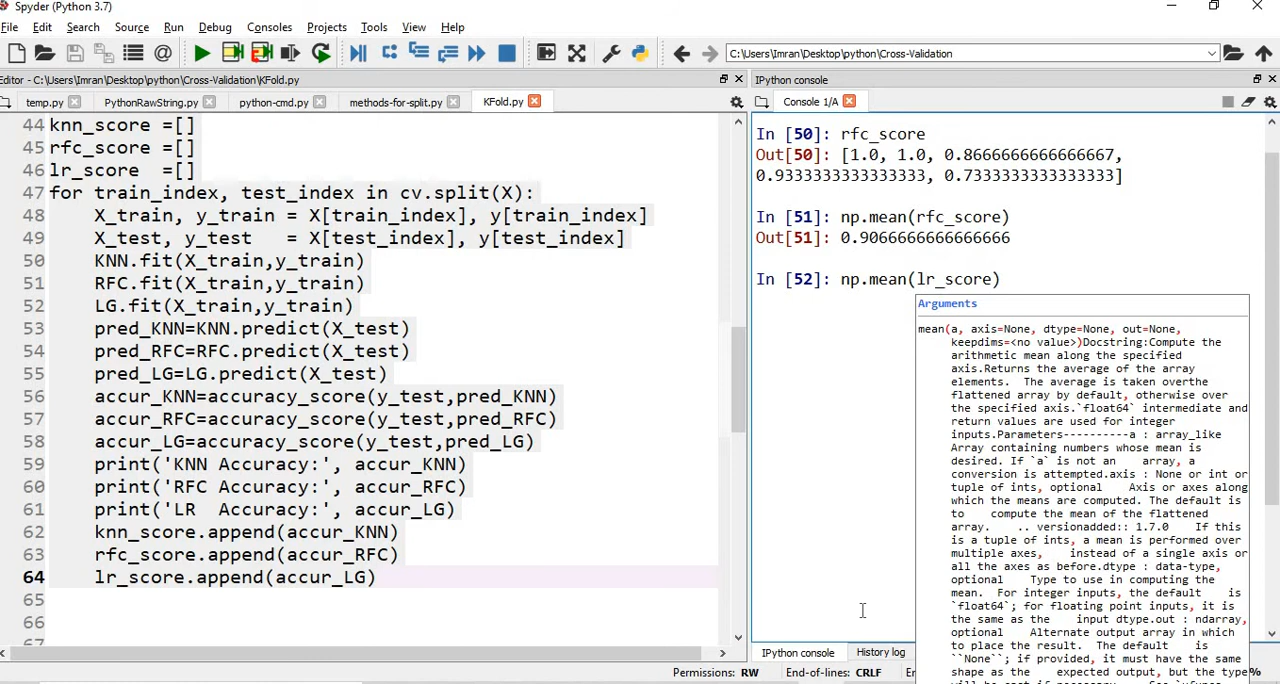 Spyder (Python 3.7)
File Edit Search Source Run Debug Consoles Projects Tools View Help
C:\Users\Imran\Desktop\python\Cross-Validation
Editor - C:\Users\Imran\Desktop\python\Cross-Validation\KFold.py
temp.py PythonRawString.py python-cmd.py methods-for-split.py KFold.py
44 knn_score =[]
45 rfc_score =[]
46 lr_score  =[]
47 for train_index, test_index in cv.split(X):
48     X_train, y_train = X[train_index], y[train_index]
49     X_test, y_test   = X[test_index], y[test_index]
50     KNN.fit(X_train,y_train)
51     RFC.fit(X_train,y_train)
52     LG.fit(X_train,y_train)
53     pred_KNN=KNN.predict(X_test)
54     pred_RFC=RFC.predict(X_test)
55     pred_LG=LG.predict(X_test)
56     accur_KNN=accuracy_score(y_test,pred_KNN)
57     accur_RFC=accuracy_score(y_test,pred_RFC)
58     accur_LG=accuracy_score(y_test,pred_LG)
59     print('KNN Accuracy:', accur_KNN)
60     print('RFC Accuracy:', accur_RFC)
61     print('LR  Accuracy:', accur_LG)
62     knn_score.append(accur_KNN)
63     rfc_score.append(accur_RFC)
64     lr_score.append(accur_LG)
65
66
67
IPython console
Console 1/A
In [50]: rfc_score
Out[50]: [1.0, 1.0, 0.8666666666666667,
0.9333333333333333, 0.7333333333333333]
In [51]: np.mean(rfc_score)
Out[51]: 0.9066666666666666
In [52]: np.mean(lr_score)
Arguments
mean(a, axis=None, dtype=None, out=None,
keepdims=<no value>)Docstring:Compute the
arithmetic mean along the specified
axis.Returns the average of the array
elements.  The average is taken overthe
flattened array by default, otherwise over
the specified axis.`float64` intermediate and
return values are used for integer
inputs.Parameters----------a : array_like
Array containing numbers whose mean is
desired. If `a` is not an    array, a
conversion is attempted.axis : None or int or
tuple of ints, optional    Axis or axes along
which the means are computed. The default is
to    compute the mean of the flattened
array.    .. versionadded:: 1.7.0    If this
is a tuple of ints, a mean is performed over
multiple axes,    instead of a single axis or
all the axes as before.dtype : data-type,
optional    Type to use in computing the
mean.  For integer inputs, the default    is
`float64`; for floating point inputs, it is
the same as the    input dtype.out : ndarray,
optional    Alternate output array in which
to place the result.  The default    is
``None``; if provided, it must have the same
shape as the    expected output, but the type
IPython console History log
Permissions: RW End-of-lines: CRLF